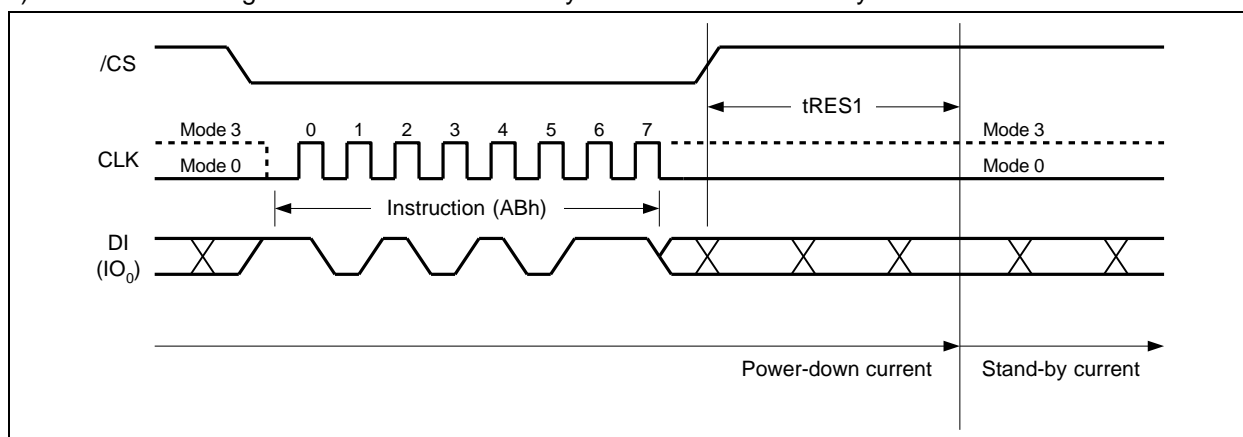 /CS
tRES1
Mode 3 0 1 2 3 4 5 6 7 Mode 3
CLK
Mode 0 Mode 0
Instruction (ABh)
DI
(IO₀)
Power-down current Stand-by current